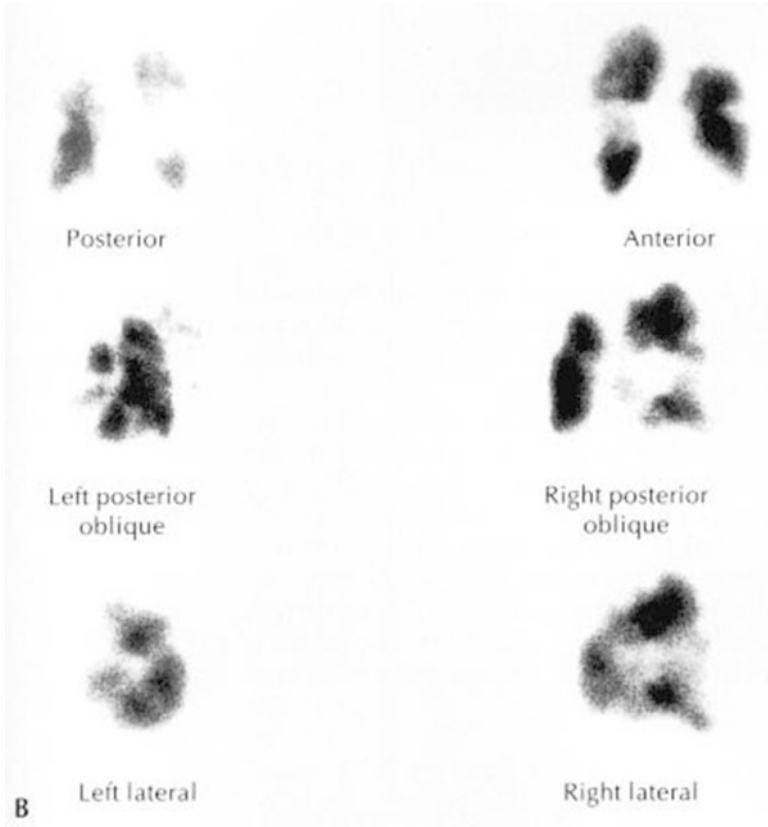 Posterior
Anterior
Left posterior
oblique
Right posterior
oblique
Left lateral
Right lateral
B